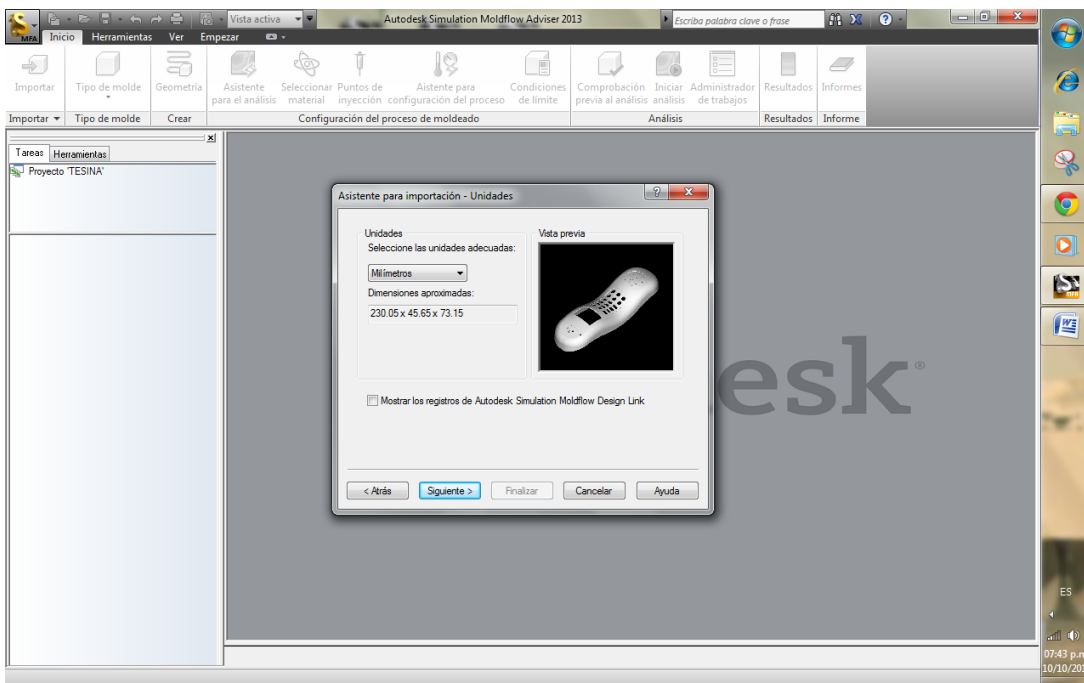 Vista activa
Autodesk Simulation Moldflow Adviser 2013
Escriba palabra clave o frase
MFA
Inicio Herramientas Ver Empezar
Importar
Tipo de molde
Geometría
Asistente
para el análisis
Seleccionar
material
Puntos de
inyección
Aistente para
configuración del proceso
Condiciones
de límite
Comprobación
previa al análisis
Iniciar
análisis
Administrador
de trabajos
Resultados
Informes
Importar Tipo de molde Crear Configuración del proceso de moldeado Análisis Resultados Informe
Tareas Herramientas
Proyecto 'TESINA'
Asistente para importación - Unidades
Unidades
Seleccione las unidades adecuadas:
Milímetros
Dimensiones aproximadas:
230.05 x 45.65 x 73.15
Vista previa
Mostrar los registros de Autodesk Simulation Moldflow Design Link
< Atrás Siguiente > Finalizar Cancelar Ayuda
esk®
MFA
ES
07:43 p.n
10/10/20